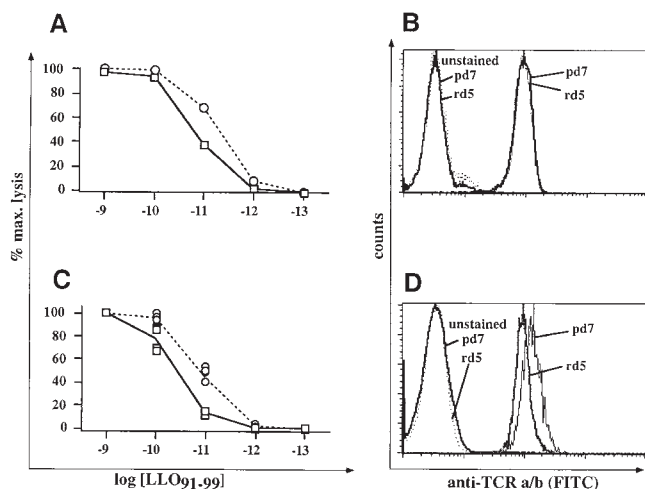 A
% max. lysis
100
80
60
40
20
0
-9 -10 -11 -12 -13
B
counts
unstained
pd7
rd5
pd7
rd5
C
100
80
60
40
20
0
-9 -10 -11 -12 -13
log [LLO91-99]
D
unstained
pd7
rd5
pd7
rd5
anti-TCR a/b (FITC)